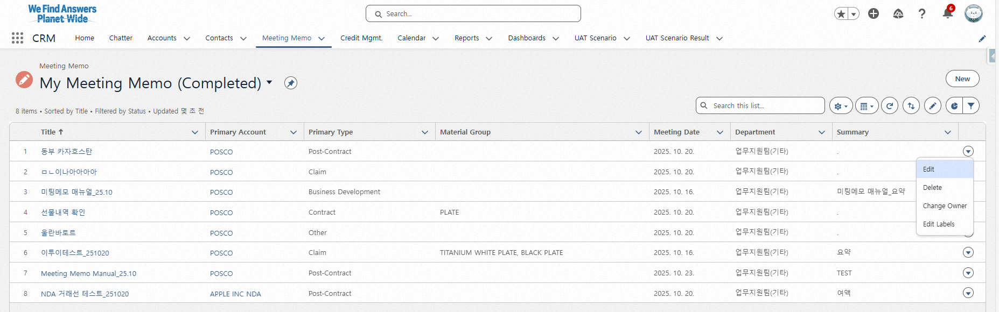 We Find Answers
Planet-Wide
Search...
6
CRM
Home Chatter Accounts Contacts Meeting Memo Credit Mgmt. Calendar Reports Dashboards UAT Scenario UAT Scenario Result
Meeting Memo
My Meeting Memo (Completed)
New
8 items • Sorted by Title • Filtered by Status • Updated 몇 초 전
Search this list...
Title Primary Account Primary Type Material Group Meeting Date Department Summary
1 동부 카자흐스탄 POSCO Post-Contract 2025. 10. 20. 업무지원팀(기타) .
2 ㅁㄴ이나아아아아 POSCO Claim 2025. 10. 20. 업무지원팀(기타) .
3 미팅메모 매뉴얼_25.10 POSCO Business Development 2025. 10. 16. 업무지원팀(기타) 미팅메모 매뉴얼_요약
4 선물내역 확인 POSCO Contract PLATE 2025. 10. 20. 업무지원팀(기타) .
5 울란바토르 POSCO Other 2025. 10. 20. 업무지원팀(기타) .
6 이투이테스트_251020 POSCO Claim TITANIUM WHITE PLATE, BLACK PLATE 2025. 10. 16. 업무지원팀(기타) 요약
7 Meeting Memo Manual_25.10 POSCO Post-Contract 2025. 10. 23. 업무지원팀(기타) TEST
8 NDA 거래선 테스트_251020 APPLE INC NDA Post-Contract 2025. 10. 20. 업무지원팀(기타) 여액
Edit
Delete
Change Owner
Edit Labels